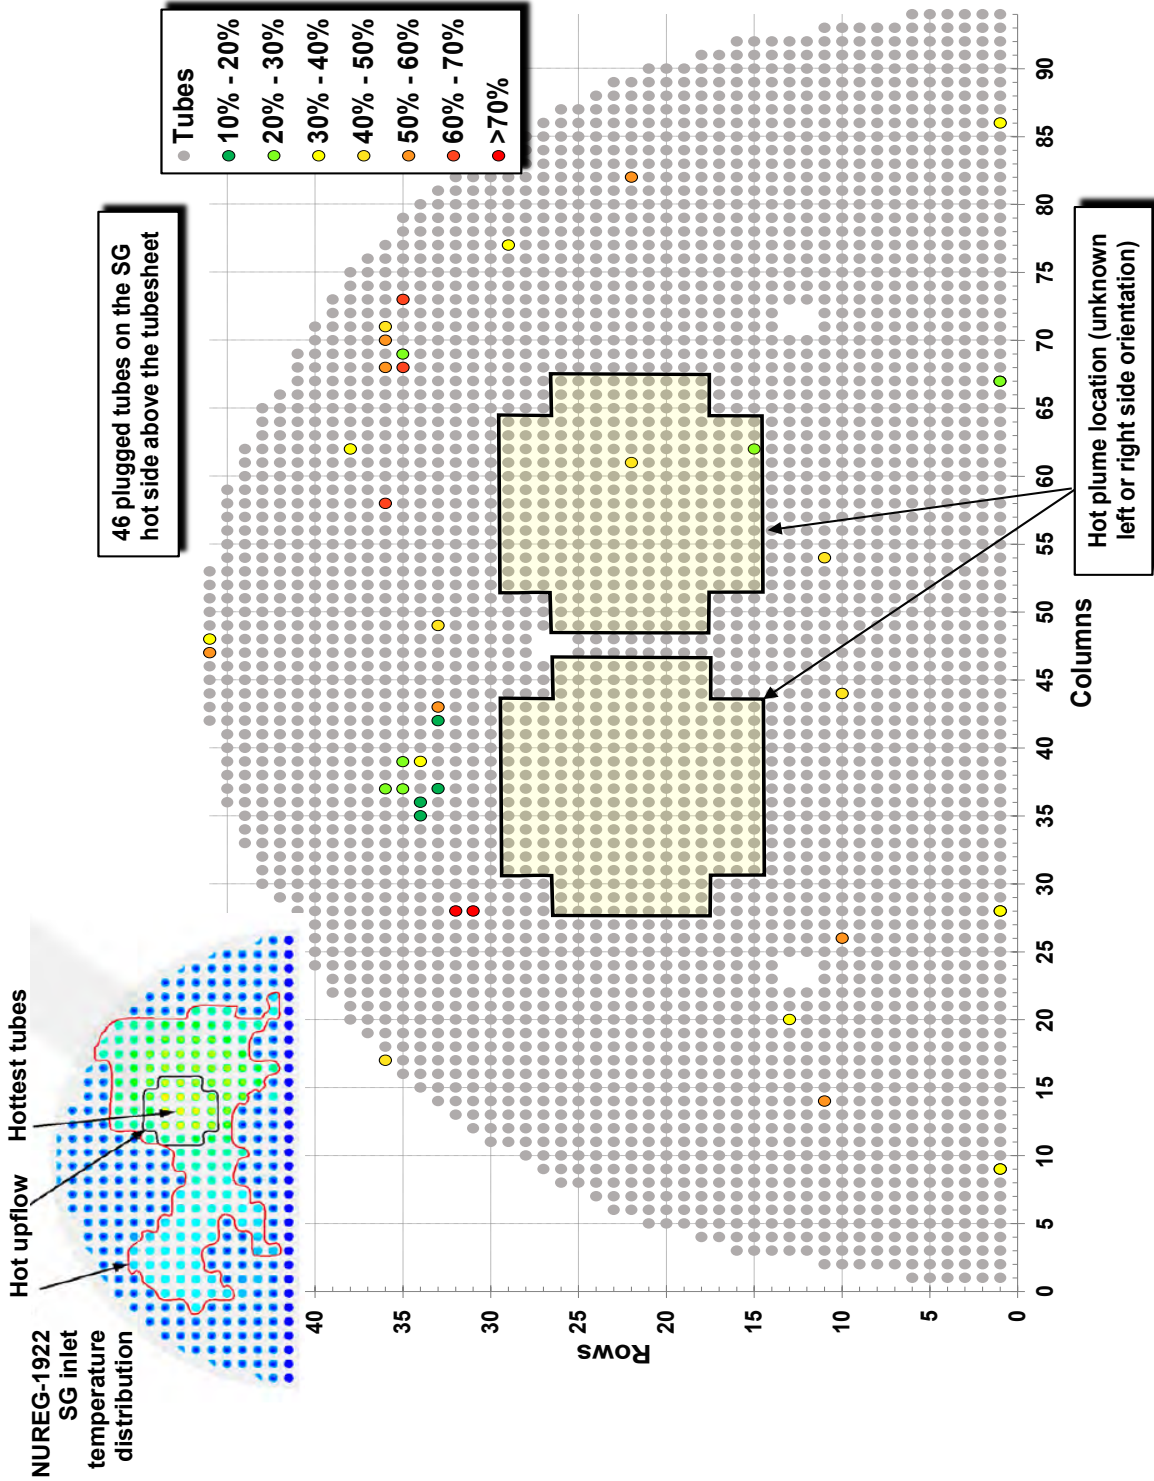 NUREG-1922
SG inlet
temperature
distribution
Hot upflow
Hottest tubes
46 plugged tubes on the SG
hot side above the tubesheet
Tubes
10% - 20%
20% - 30%
30% - 40%
40% - 50%
50% - 60%
60% - 70%
>70%
Rows
40
35
30
25
20
15
10
5
0
0
5
10
15
20
25
30
35
40
45
50
55
60
65
70
75
80
85
90
Columns
Hot plume location (unknown
left or right side orientation)